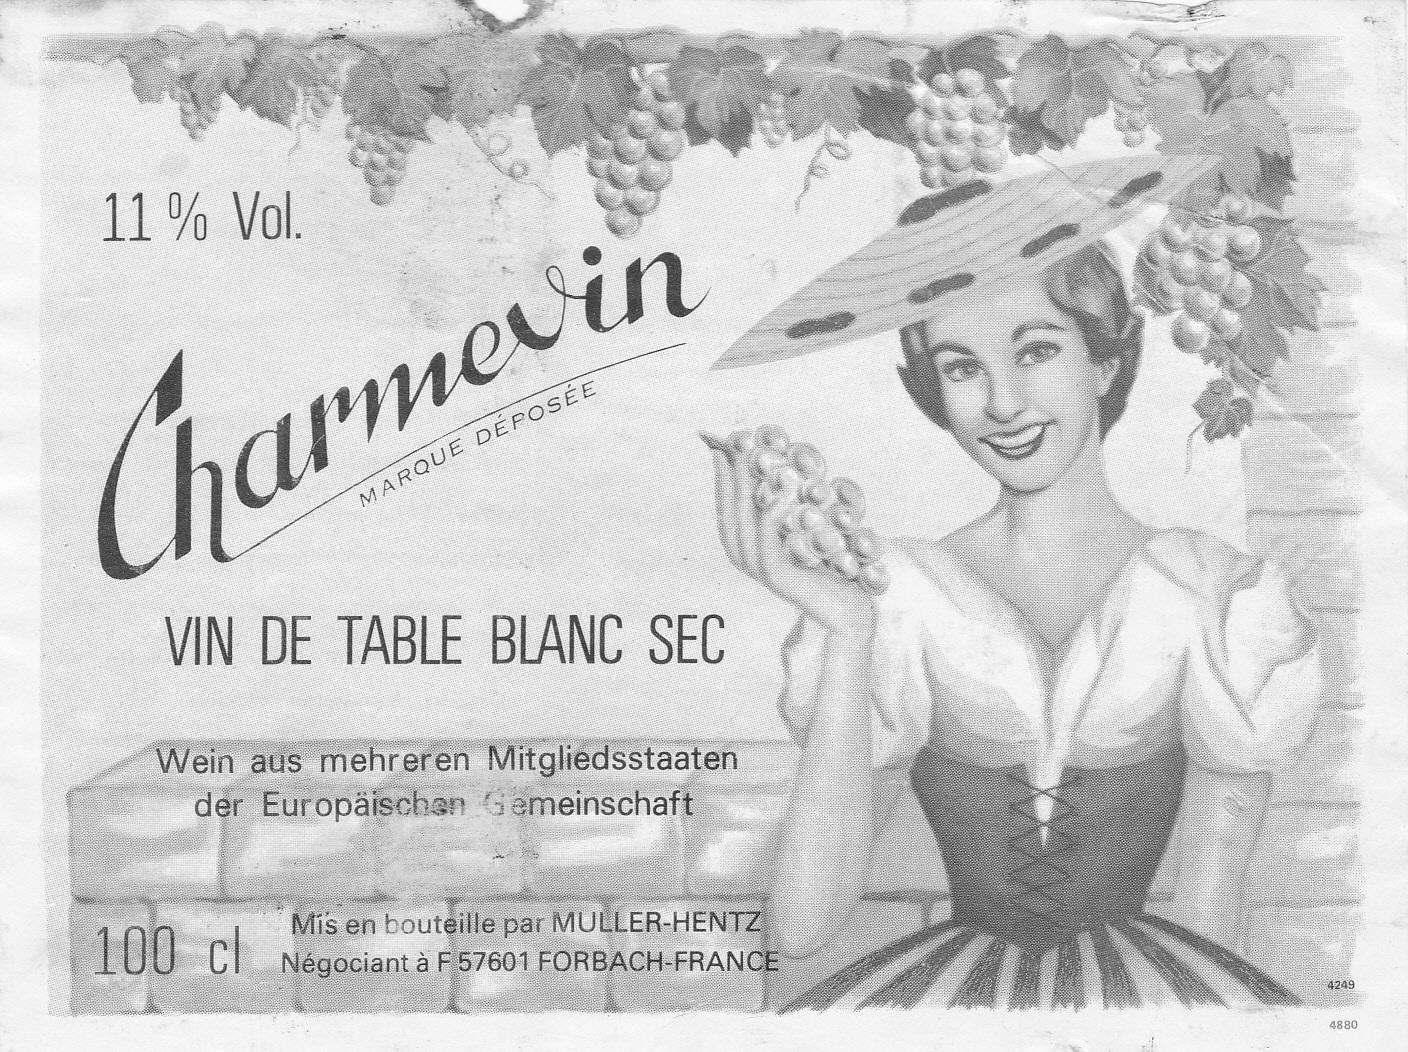 11 % Vol.
Charmevin
MARQUE DÉPOSÉE
VIN DE TABLE BLANC SEC
Wein aus mehreren Mitgliedsstaaten
der Europäischen Gemeinschaft
100 cl
Mis en bouteille par MULLER-HENTZ
Négociant à F 57601 FORBACH-FRANCE
4249
4880